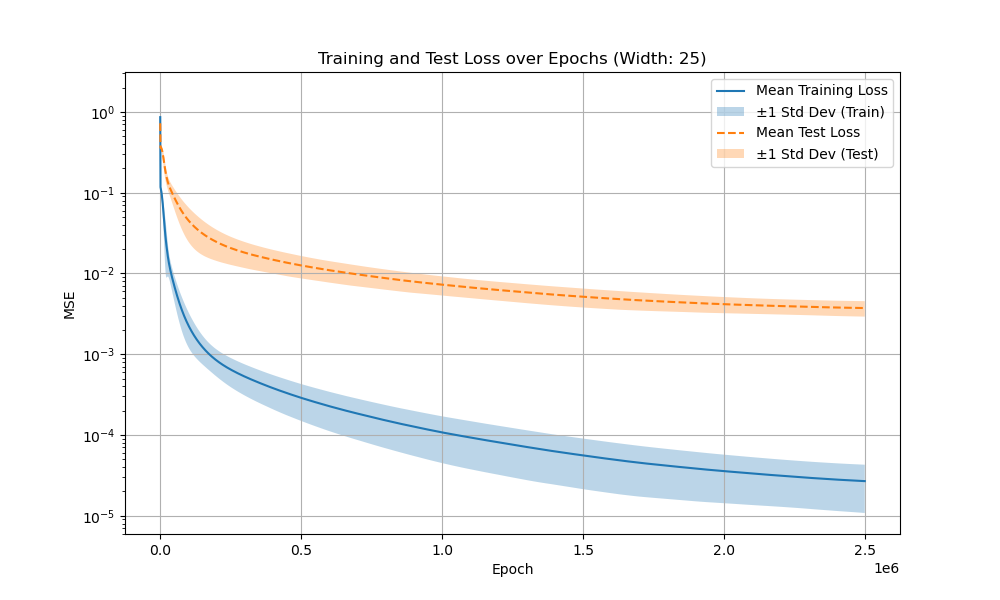 Training and Test Loss over Epochs (Width: 25)
Mean Training Loss
±1 Std Dev (Train)
Mean Test Loss
±1 Std Dev (Test)
MSE
10⁰
10⁻¹
10⁻²
10⁻³
10⁻⁴
10⁻⁵
0.0 0.5 1.0 1.5 2.0 2.5
1e6
Epoch